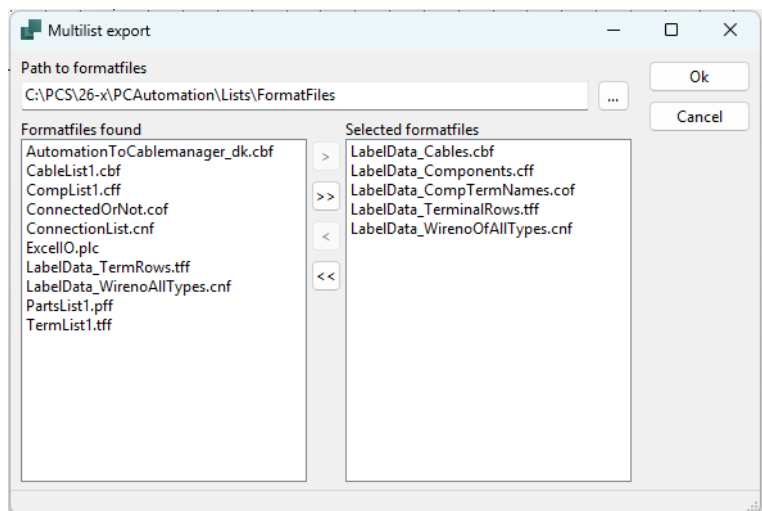 Multilist export
Path to formatfiles
C:\PCS\26-x\PCAutomation\Lists\FormatFiles
...
Ok
Cancel
Formatfiles found
AutomationToCablemanager_dk.cbf
CableList1.cbf
CompList1.cff
ConnectedOrNot.cof
ConnectionList.cnf
ExcelIO.plc
LabelData_TermRows.tff
LabelData_WirenoAllTypes.cnf
PartsList1.pff
TermList1.tff
>
>>
<
<<
Selected formatfiles
LabelData_Cables.cbf
LabelData_Components.cff
LabelData_CompTermNames.cof
LabelData_TerminalRows.tff
LabelData_WirenoOfAllTypes.cnf